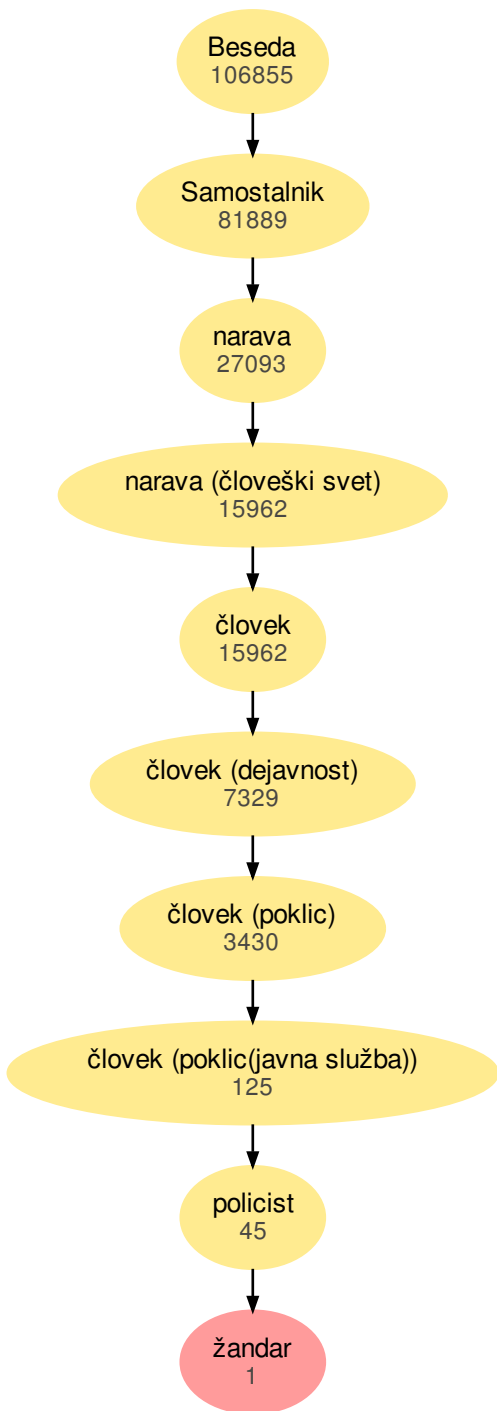 Beseda
106855
Samostalnik
81889
narava
27093
narava (človeški svet)
15962
človek
15962
človek (dejavnost)
7329
človek (poklic)
3430
človek (poklic(javna služba))
125
policist
45
žandar
1